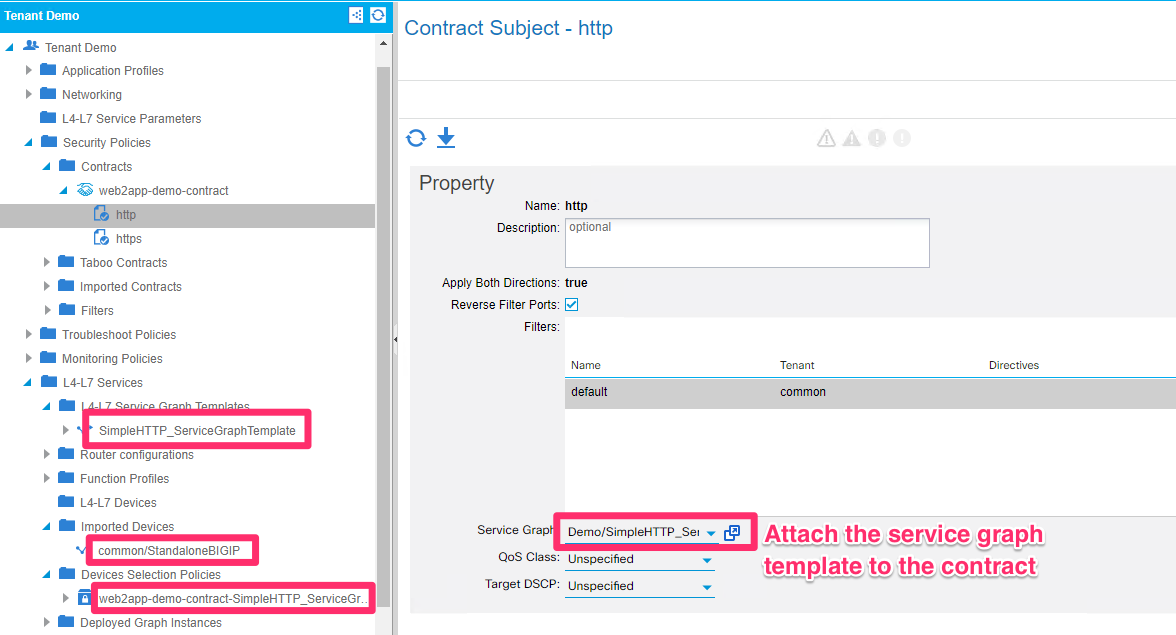 Tenant Demo
Tenant Demo
Application Profiles
Networking
L4-L7 Service Parameters
Security Policies
Contracts
web2app-demo-contract
http
https
Taboo Contracts
Imported Contracts
Filters
Troubleshoot Policies
Monitoring Policies
L4-L7 Services
L4-L7 Service Graph Templates
SimpleHTTP_ServiceGraphTemplate
Router configurations
Function Profiles
L4-L7 Devices
Imported Devices
common/StandaloneBIGIP
Devices Selection Policies
web2app-demo-contract-SimpleHTTP_ServiceGr...
Deployed Graph Instances
Contract Subject - http
Property
Name: http
Description: optional
Apply Both Directions: true
Reverse Filter Ports:
Filters:
Name Tenant Directives
default common
Service Graph: Demo/SimpleHTTP_Ser
QoS Class: Unspecified
Target DSCP: Unspecified
Attach the service graph
template to the contract